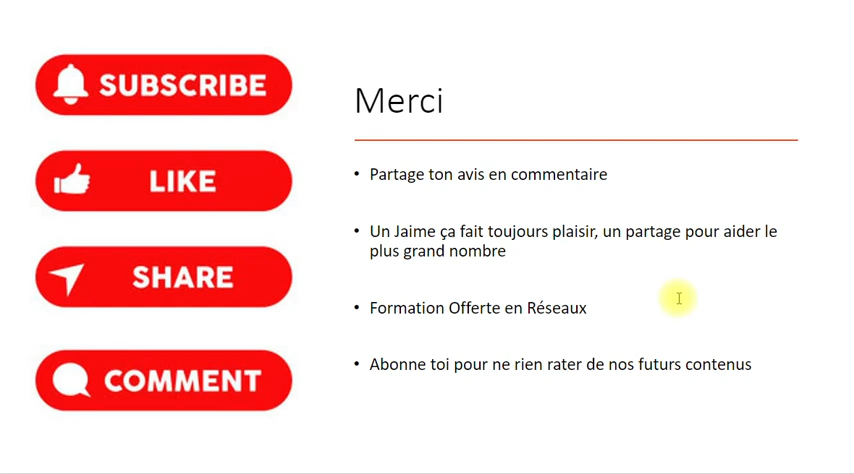 SUBSCRIBE
LIKE
SHARE
COMMENT
Merci
• Partage ton avis en commentaire
• Un Jaime ça fait toujours plaisir, un partage pour aider le
plus grand nombre
• Formation Offerte en Réseaux
• Abonne toi pour ne rien rater de nos futurs contenus